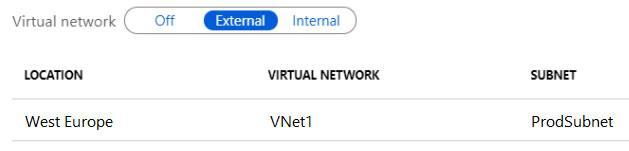 Virtual network Off External Internal
LOCATION VIRTUAL NETWORK SUBNET
West Europe VNet1 ProdSubnet